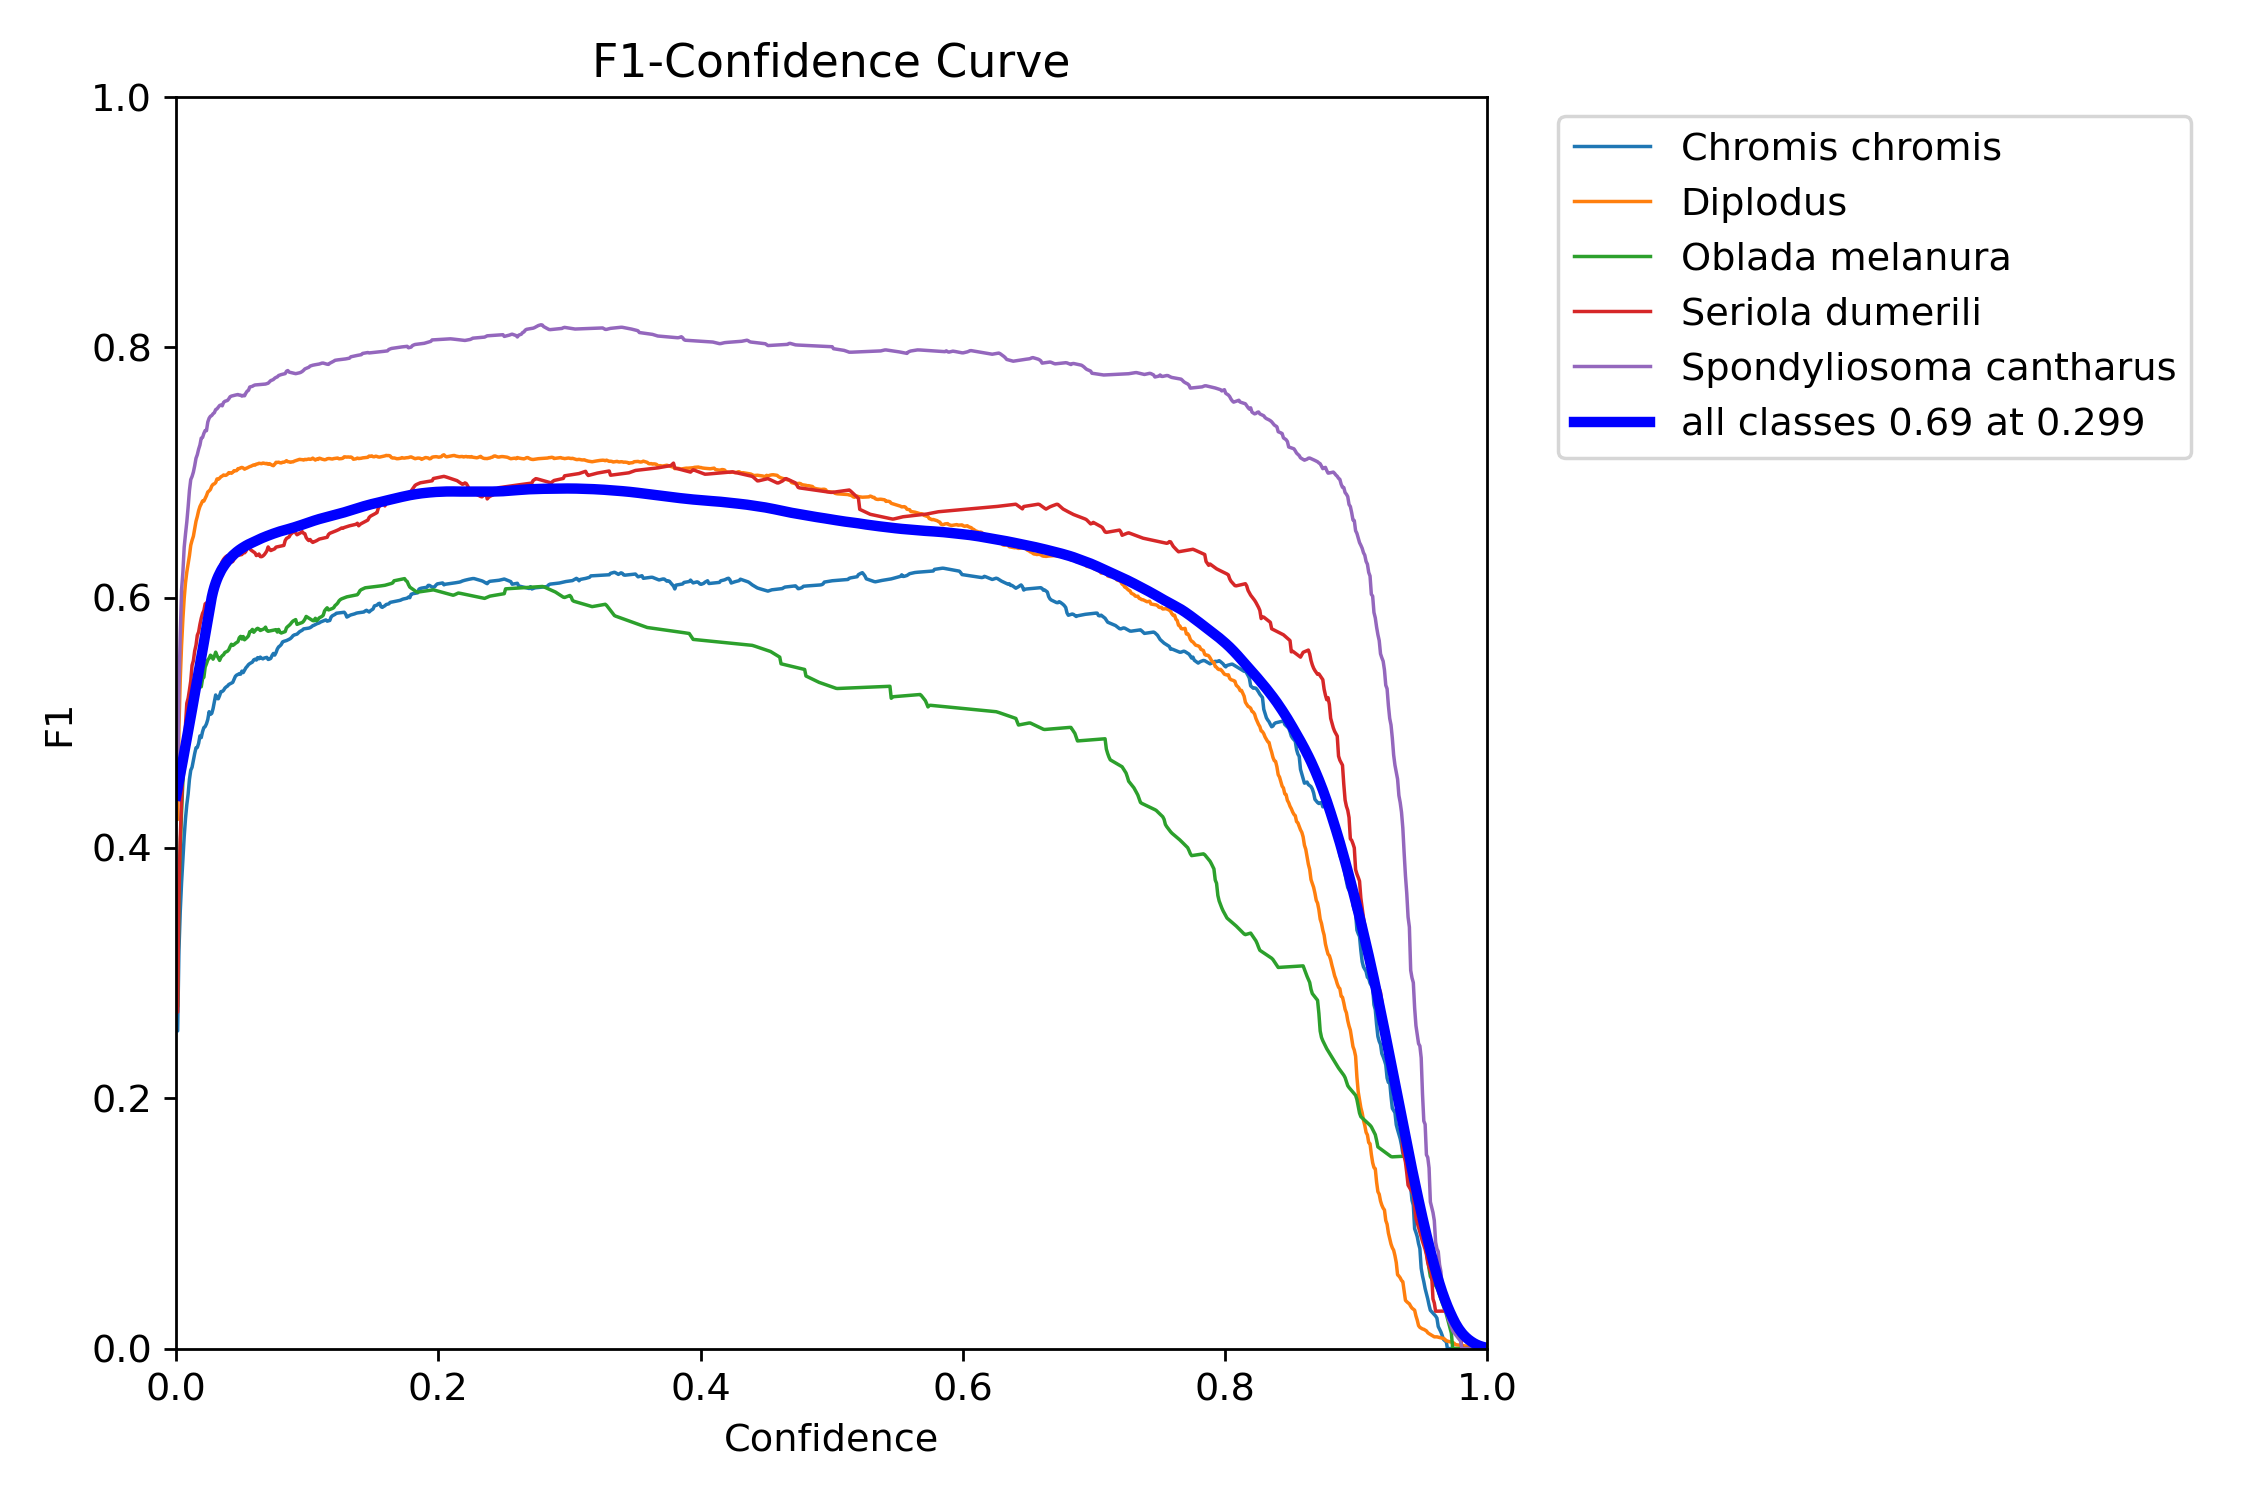 F1-Confidence Curve
1.0
0.8
0.6
0.4
0.2
0.0
F1
0.0 0.2 0.4 0.6 0.8 1.0
Confidence
Chromis chromis
Diplodus
Oblada melanura
Seriola dumerili
Spondyliosoma cantharus
all classes 0.69 at 0.299